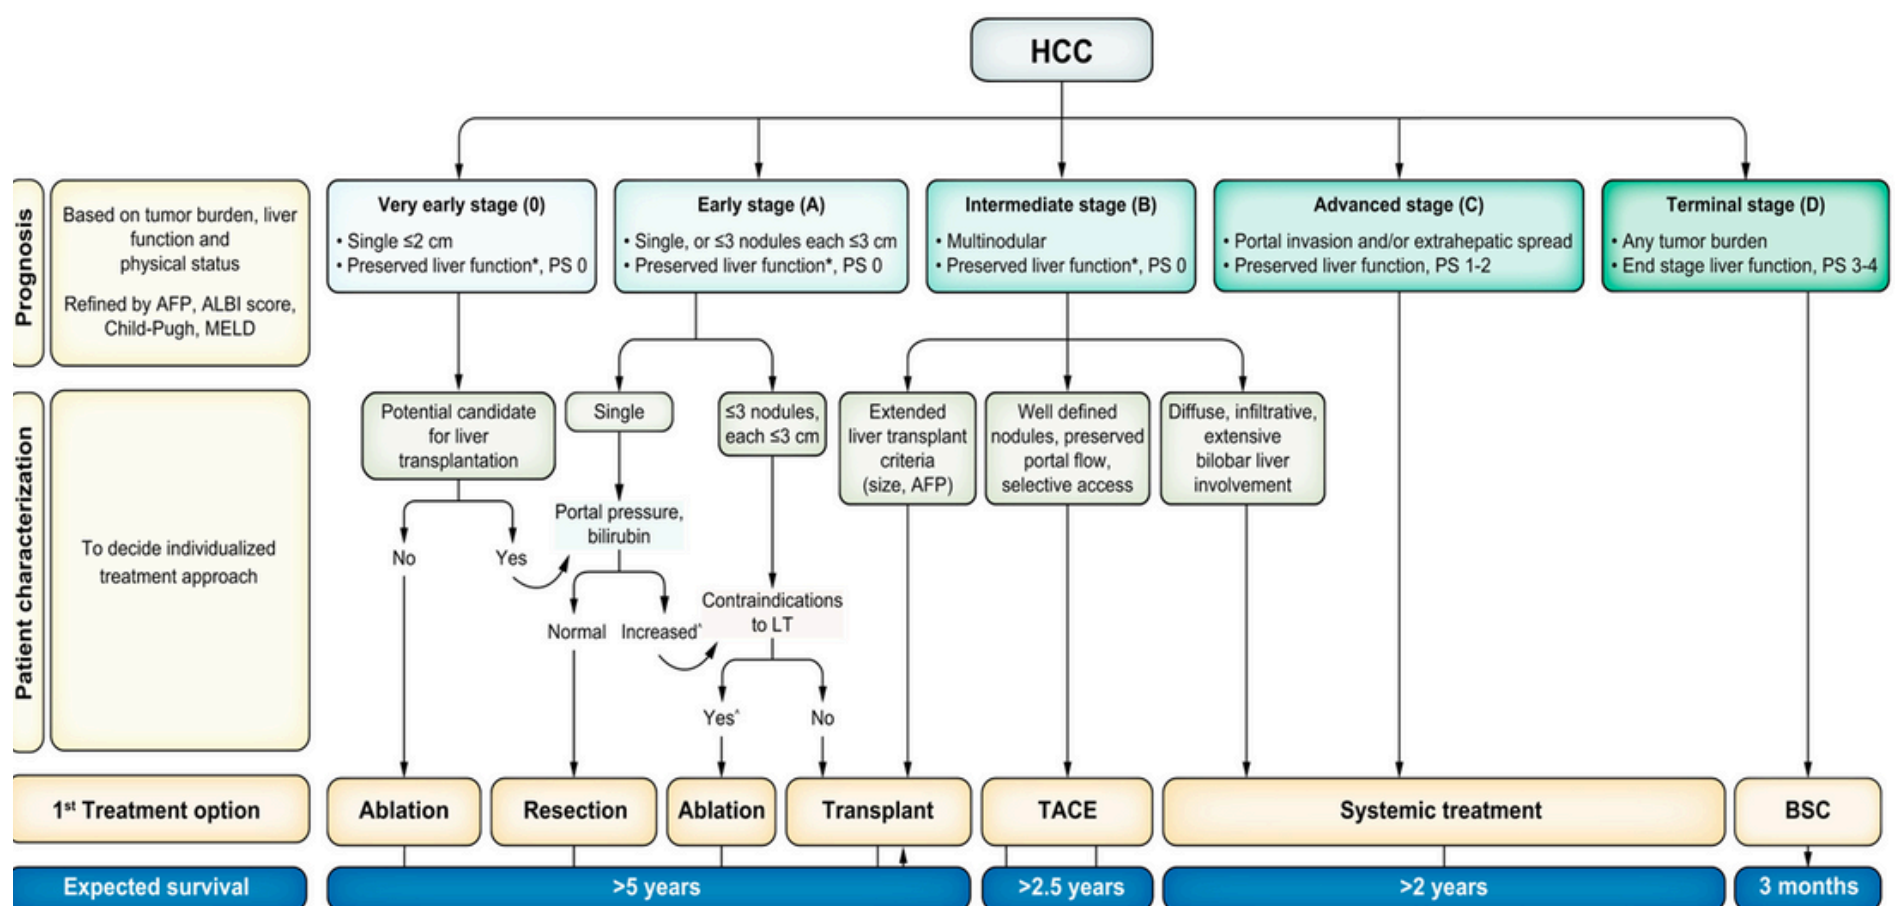 HCC
Prognosis
Based on tumor burden, liver
function and
physical status
Refined by AFP, ALBI score,
Child-Pugh, MELD
Very early stage (0)
• Single ≤2 cm
• Preserved liver function*, PS 0
Early stage (A)
• Single, or ≤3 nodules each ≤3 cm
• Preserved liver function*, PS 0
Intermediate stage (B)
• Multinodular
• Preserved liver function*, PS 0
Advanced stage (C)
• Portal invasion and/or extrahepatic spread
• Preserved liver function, PS 1-2
Terminal stage (D)
• Any tumor burden
• End stage liver function, PS 3-4
Patient characterization
To decide individualized
treatment approach
Potential candidate
for liver
transplantation
No
Yes
Single
Portal pressure,
bilirubin
Normal
Increased^
≤3 nodules,
each ≤3 cm
Contraindications
to LT
Yes^
No
Extended
liver transplant
criteria
(size, AFP)
Well defined
nodules, preserved
portal flow,
selective access
Diffuse, infiltrative,
extensive
bilobar liver
involvement
1st Treatment option
Ablation
Resection
Ablation
Transplant
TACE
Systemic treatment
BSC
Expected survival
>5 years
>2.5 years
>2 years
3 months